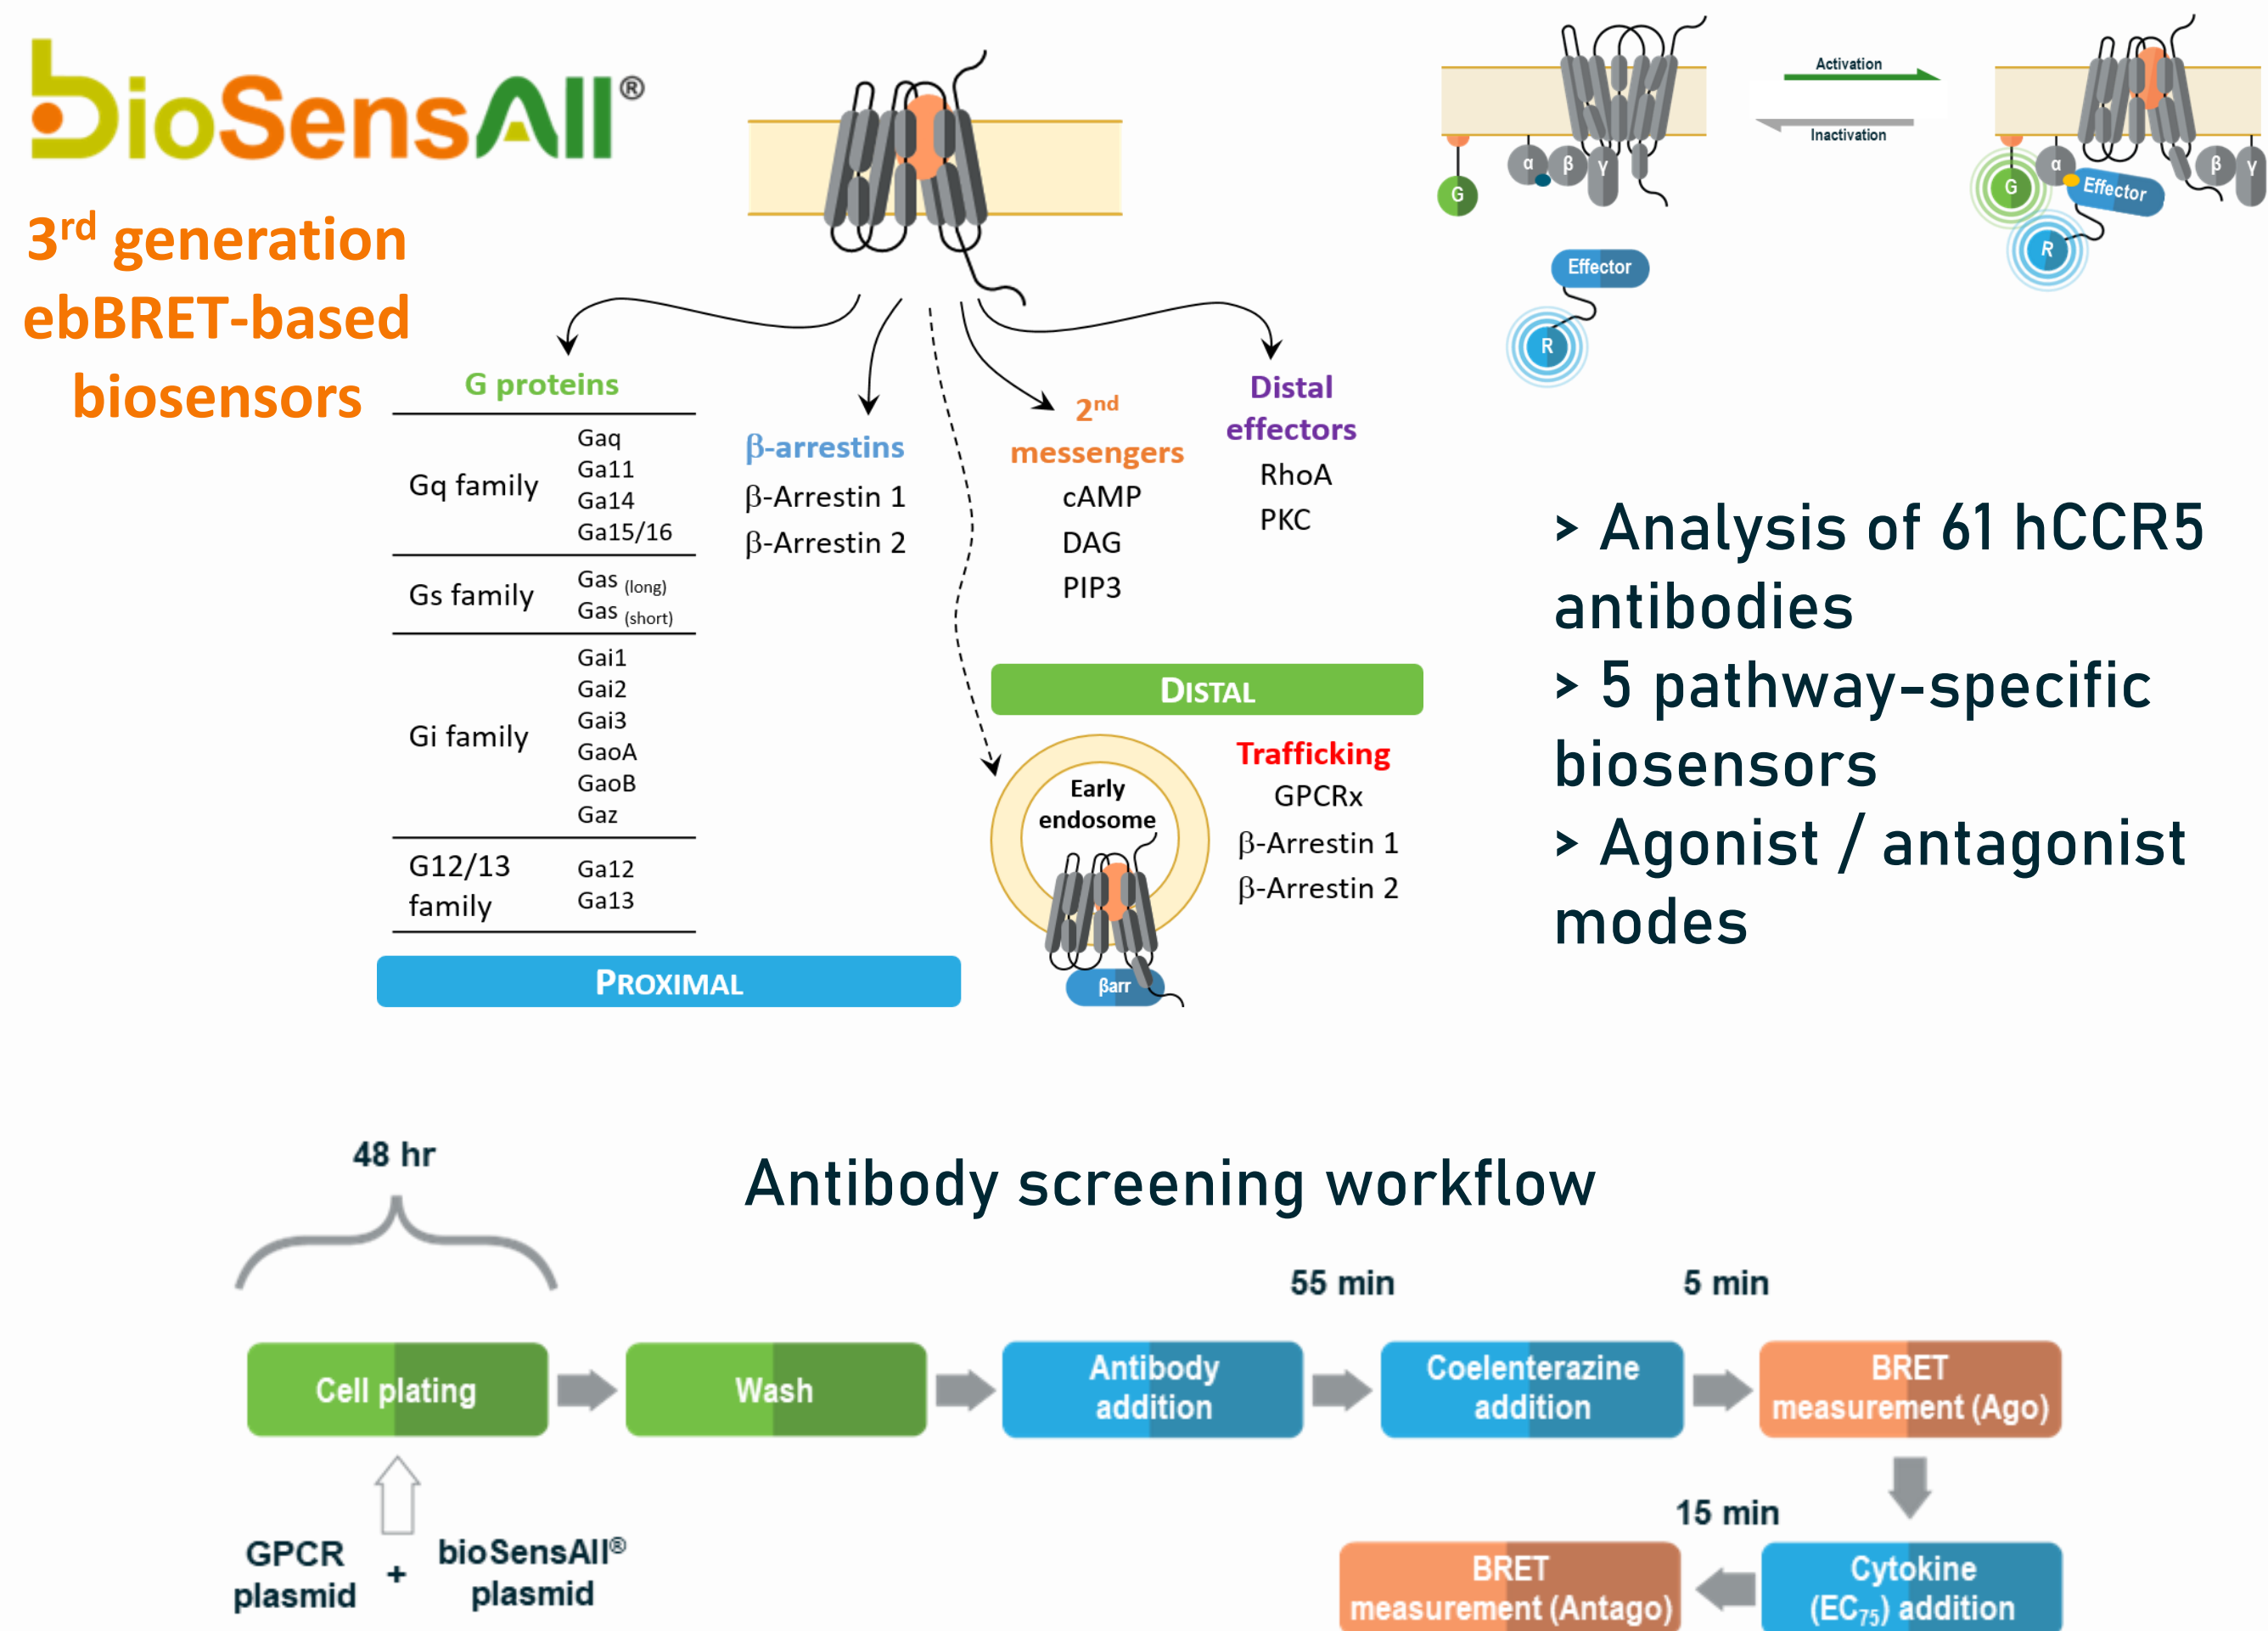 bioSensAll®
3rd generation
ebBRET-based
biosensors
G proteins
Gq family
Gaq
Ga11
Ga14
Ga15/16
Gs family
Gas (long)
Gas (short)
Gi family
Gai1
Gai2
Gai3
GaoA
GaoB
Gaz
G12/13
family
Ga12
Ga13
PROXIMAL
β-arrestins
β-Arrestin 1
β-Arrestin 2
2nd
messengers
cAMP
DAG
PIP3
Distal
effectors
RhoA
PKC
DISTAL
Early
endosome
βarr
Trafficking
GPCRx
β-Arrestin 1
β-Arrestin 2
G
α
β
γ
Effector
R
Activation
Inactivation
G
α
Effector
R
β
γ
> Analysis of 61 hCCR5
antibodies
> 5 pathway-specific
biosensors
> Agonist / antagonist
modes
Antibody screening workflow
48 hr
Cell plating
GPCR
plasmid
+
bioSensAll®
plasmid
Wash
Antibody
addition
55 min
Coelenterazine
addition
5 min
BRET
measurement (Ago)
Cytokine
(EC75) addition
15 min
BRET
measurement (Antago)